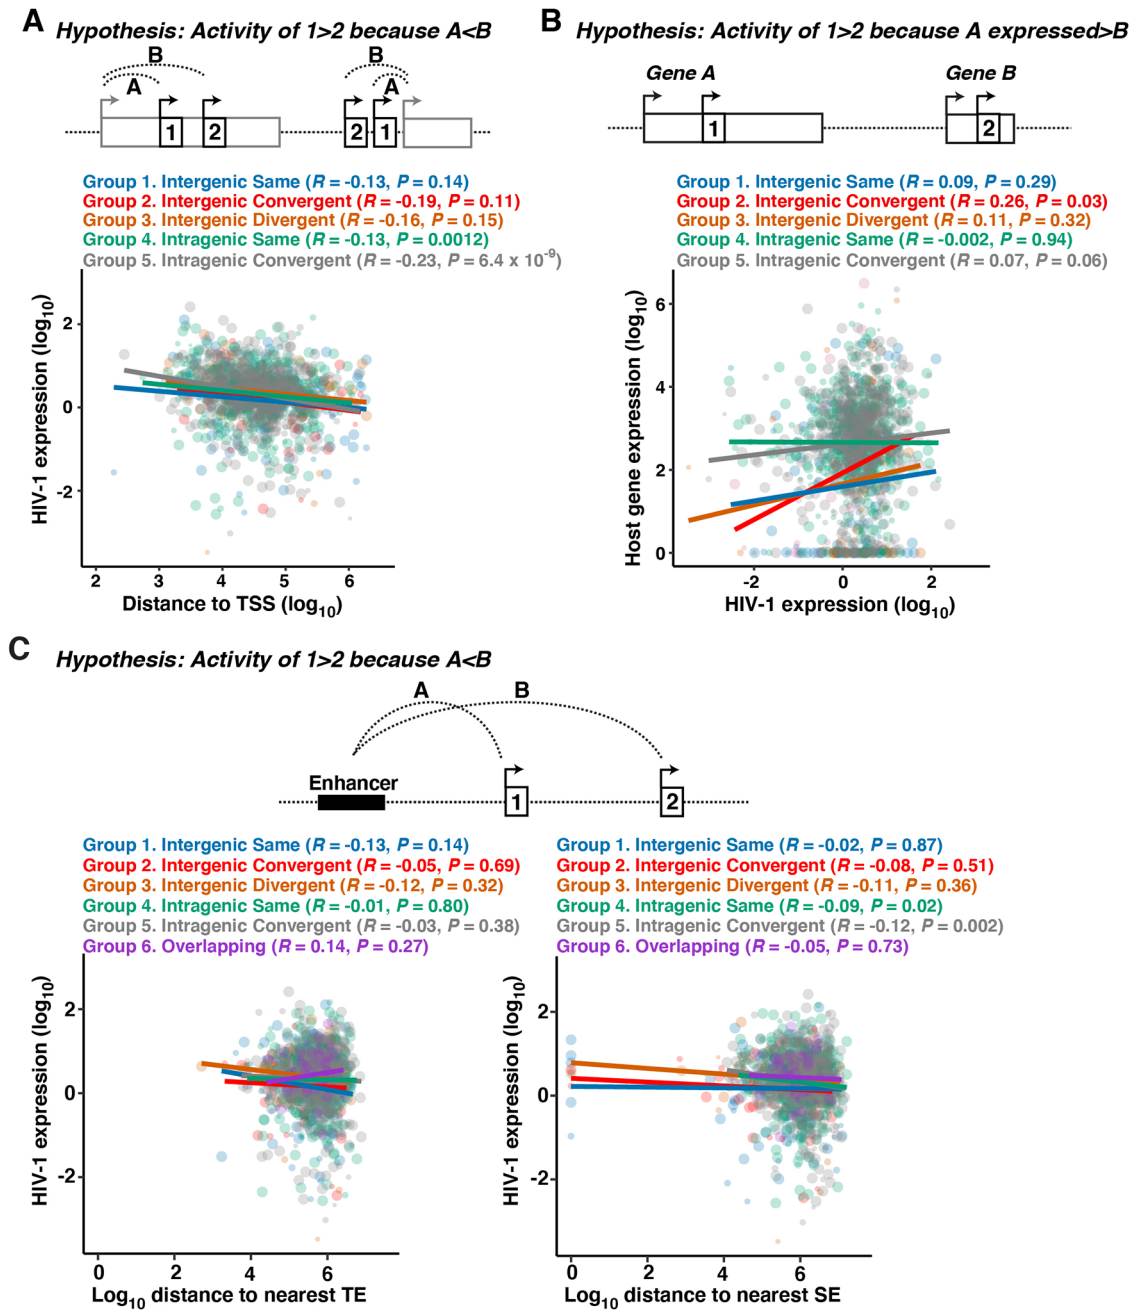 A Hypothesis: Activity of 1>2 because A<B
B
B
A
A
1
2
2
1
Group 1. Intergenic Same (R = -0.13, P = 0.14)
Group 2. Intergenic Convergent (R = -0.19, P = 0.11)
Group 3. Intergenic Divergent (R = -0.16, P = 0.15)
Group 4. Intragenic Same (R = -0.13, P = 0.0012)
Group 5. Intragenic Convergent (R = -0.23, P = 6.4 x 10⁻⁹)
HIV-1 expression (log₁₀)
2
0
-2
2 3 4 5 6
Distance to TSS (log₁₀)
B Hypothesis: Activity of 1>2 because A expressed>B
Gene A
Gene B
1
2
Group 1. Intergenic Same (R = 0.09, P = 0.29)
Group 2. Intergenic Convergent (R = 0.26, P = 0.03)
Group 3. Intergenic Divergent (R = 0.11, P = 0.32)
Group 4. Intragenic Same (R = -0.002, P = 0.94)
Group 5. Intragenic Convergent (R = 0.07, P = 0.06)
Host gene expression (log₁₀)
6
4
2
0
-2 0 2
HIV-1 expression (log₁₀)
C Hypothesis: Activity of 1>2 because A<B
A
B
Enhancer
1
2
Group 1. Intergenic Same (R = -0.13, P = 0.14)
Group 2. Intergenic Convergent (R = -0.05, P = 0.69)
Group 3. Intergenic Divergent (R = -0.12, P = 0.32)
Group 4. Intragenic Same (R = -0.01, P = 0.80)
Group 5. Intragenic Convergent (R = -0.03, P = 0.38)
Group 6. Overlapping (R = 0.14, P = 0.27)
HIV-1 expression (log₁₀)
2
0
-2
0 2 4 6
Log₁₀ distance to nearest TE
Group 1. Intergenic Same (R = -0.02, P = 0.87)
Group 2. Intergenic Convergent (R = -0.08, P = 0.51)
Group 3. Intergenic Divergent (R = -0.11, P = 0.36)
Group 4. Intragenic Same (R = -0.09, P = 0.02)
Group 5. Intragenic Convergent (R = -0.12, P = 0.002)
Group 6. Overlapping (R = -0.05, P = 0.73)
HIV-1 expression (log₁₀)
2
0
-2
0 2 4 6
Log₁₀ distance to nearest SE